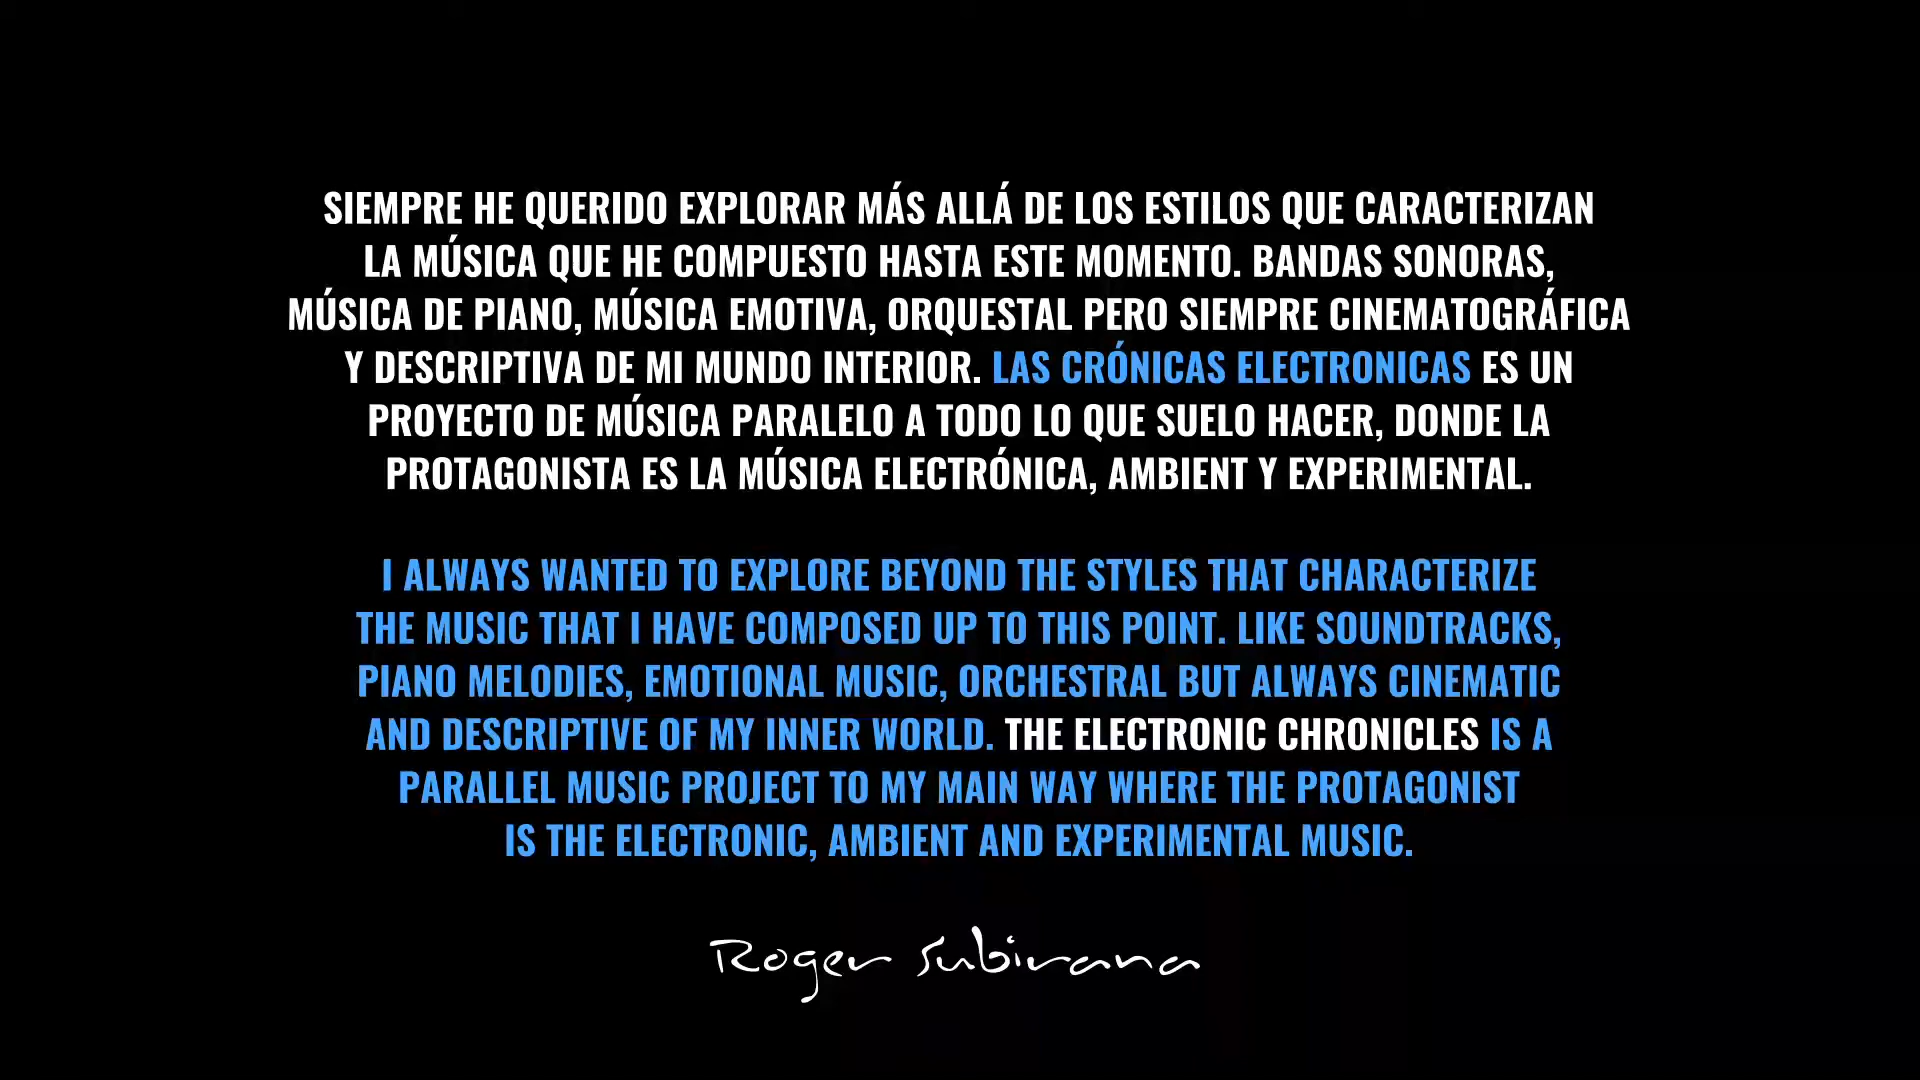 SIEMPRE HE QUERIDO EXPLORAR MÁS ALLÁ DE LOS ESTILOS QUE CARACTERIZAN
LA MÚSICA QUE HE COMPUESTO HASTA ESTE MOMENTO. BANDAS SONORAS,
MÚSICA DE PIANO, MÚSICA EMOTIVA, ORQUESTAL PERO SIEMPRE CINEMATOGRÁFICA
Y DESCRIPTIVA DE MI MUNDO INTERIOR. LAS CRÓNICAS ELECTRONICAS ES UN
PROYECTO DE MÚSICA PARALELO A TODO LO QUE SUELO HACER, DONDE LA
PROTAGONISTA ES LA MÚSICA ELECTRÓNICA, AMBIENT Y EXPERIMENTAL.
I ALWAYS WANTED TO EXPLORE BEYOND THE STYLES THAT CHARACTERIZE
THE MUSIC THAT I HAVE COMPOSED UP TO THIS POINT. LIKE SOUNDTRACKS,
PIANO MELODIES, EMOTIONAL MUSIC, ORCHESTRAL BUT ALWAYS CINEMATIC
AND DESCRIPTIVE OF MY INNER WORLD. THE ELECTRONIC CHRONICLES IS A
PARALLEL MUSIC PROJECT TO MY MAIN WAY WHERE THE PROTAGONIST
IS THE ELECTRONIC, AMBIENT AND EXPERIMENTAL MUSIC.
Roger Subirana